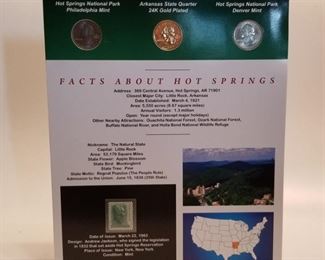 Hot Springs National Park
Philadelphia Mint
Arkansas State Quarter
24K Gold Plated
Hot Springs National Park
Denver Mint
FACTS ABOUT HOT SPRINGS
Address: 369 Central Avenue, Hot Springs, AR 71901
Closest Major City: Little Rock, Arkansas
Date Established: March 4, 1921
Area: 5,550 acres (8.67 square miles)
Annual Visitors: 1.3 million
Open: Year round (except major holidays)
Other Nearby Attractions: Ouachita National Forest, Ozark National Forest,
Buffalo National River, and Holla Bend National Wildlife Refuge
Nickname: The Natural State
Capital: Little Rock
Area: 53,179 Square Miles
State Flower: Apple Blossom
State Bird: Mockingbird
State Tree: Pine
State Motto: Regnat Populus (The People Rule)
Admission to the Union: June 15, 1836 (25th State)
Date of Issue: March 22, 1963
Design: Andrew Jackson, who signed the legislation
in 1832 that set aside Hot Springs Reservation
Place of Issue: New York, New York
Condition: Mint